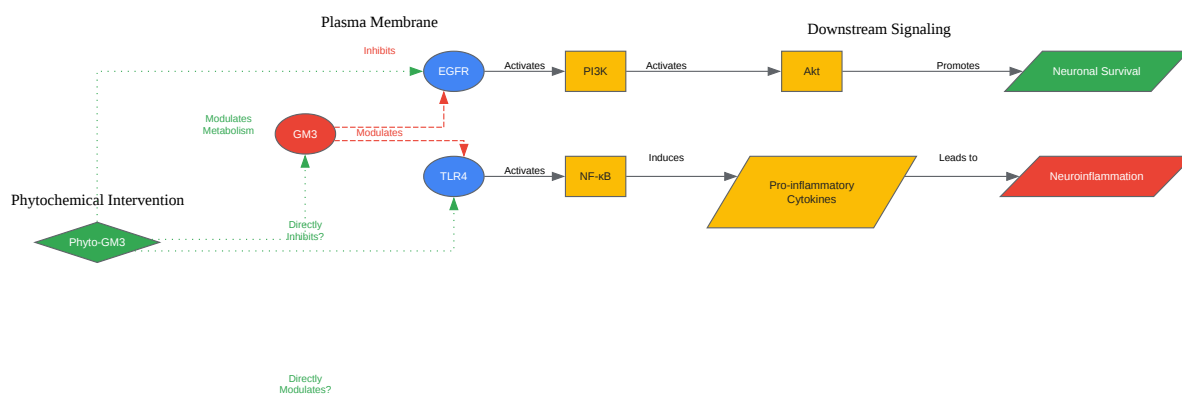 Plasma Membrane
Downstream Signaling
Inhibits
EGFR
Activates
PI3K
Activates
Akt
Promotes
Neuronal Survival
Modulates
Metabolism
GM3
Modulates
TLR4
Activates
NF-κB
Induces
Pro-inflammatory
Cytokines
Leads to
Neuroinflammation
Phytochemical Intervention
Phyto-GM3
Directly
Inhibits?
Directly
Modulates?